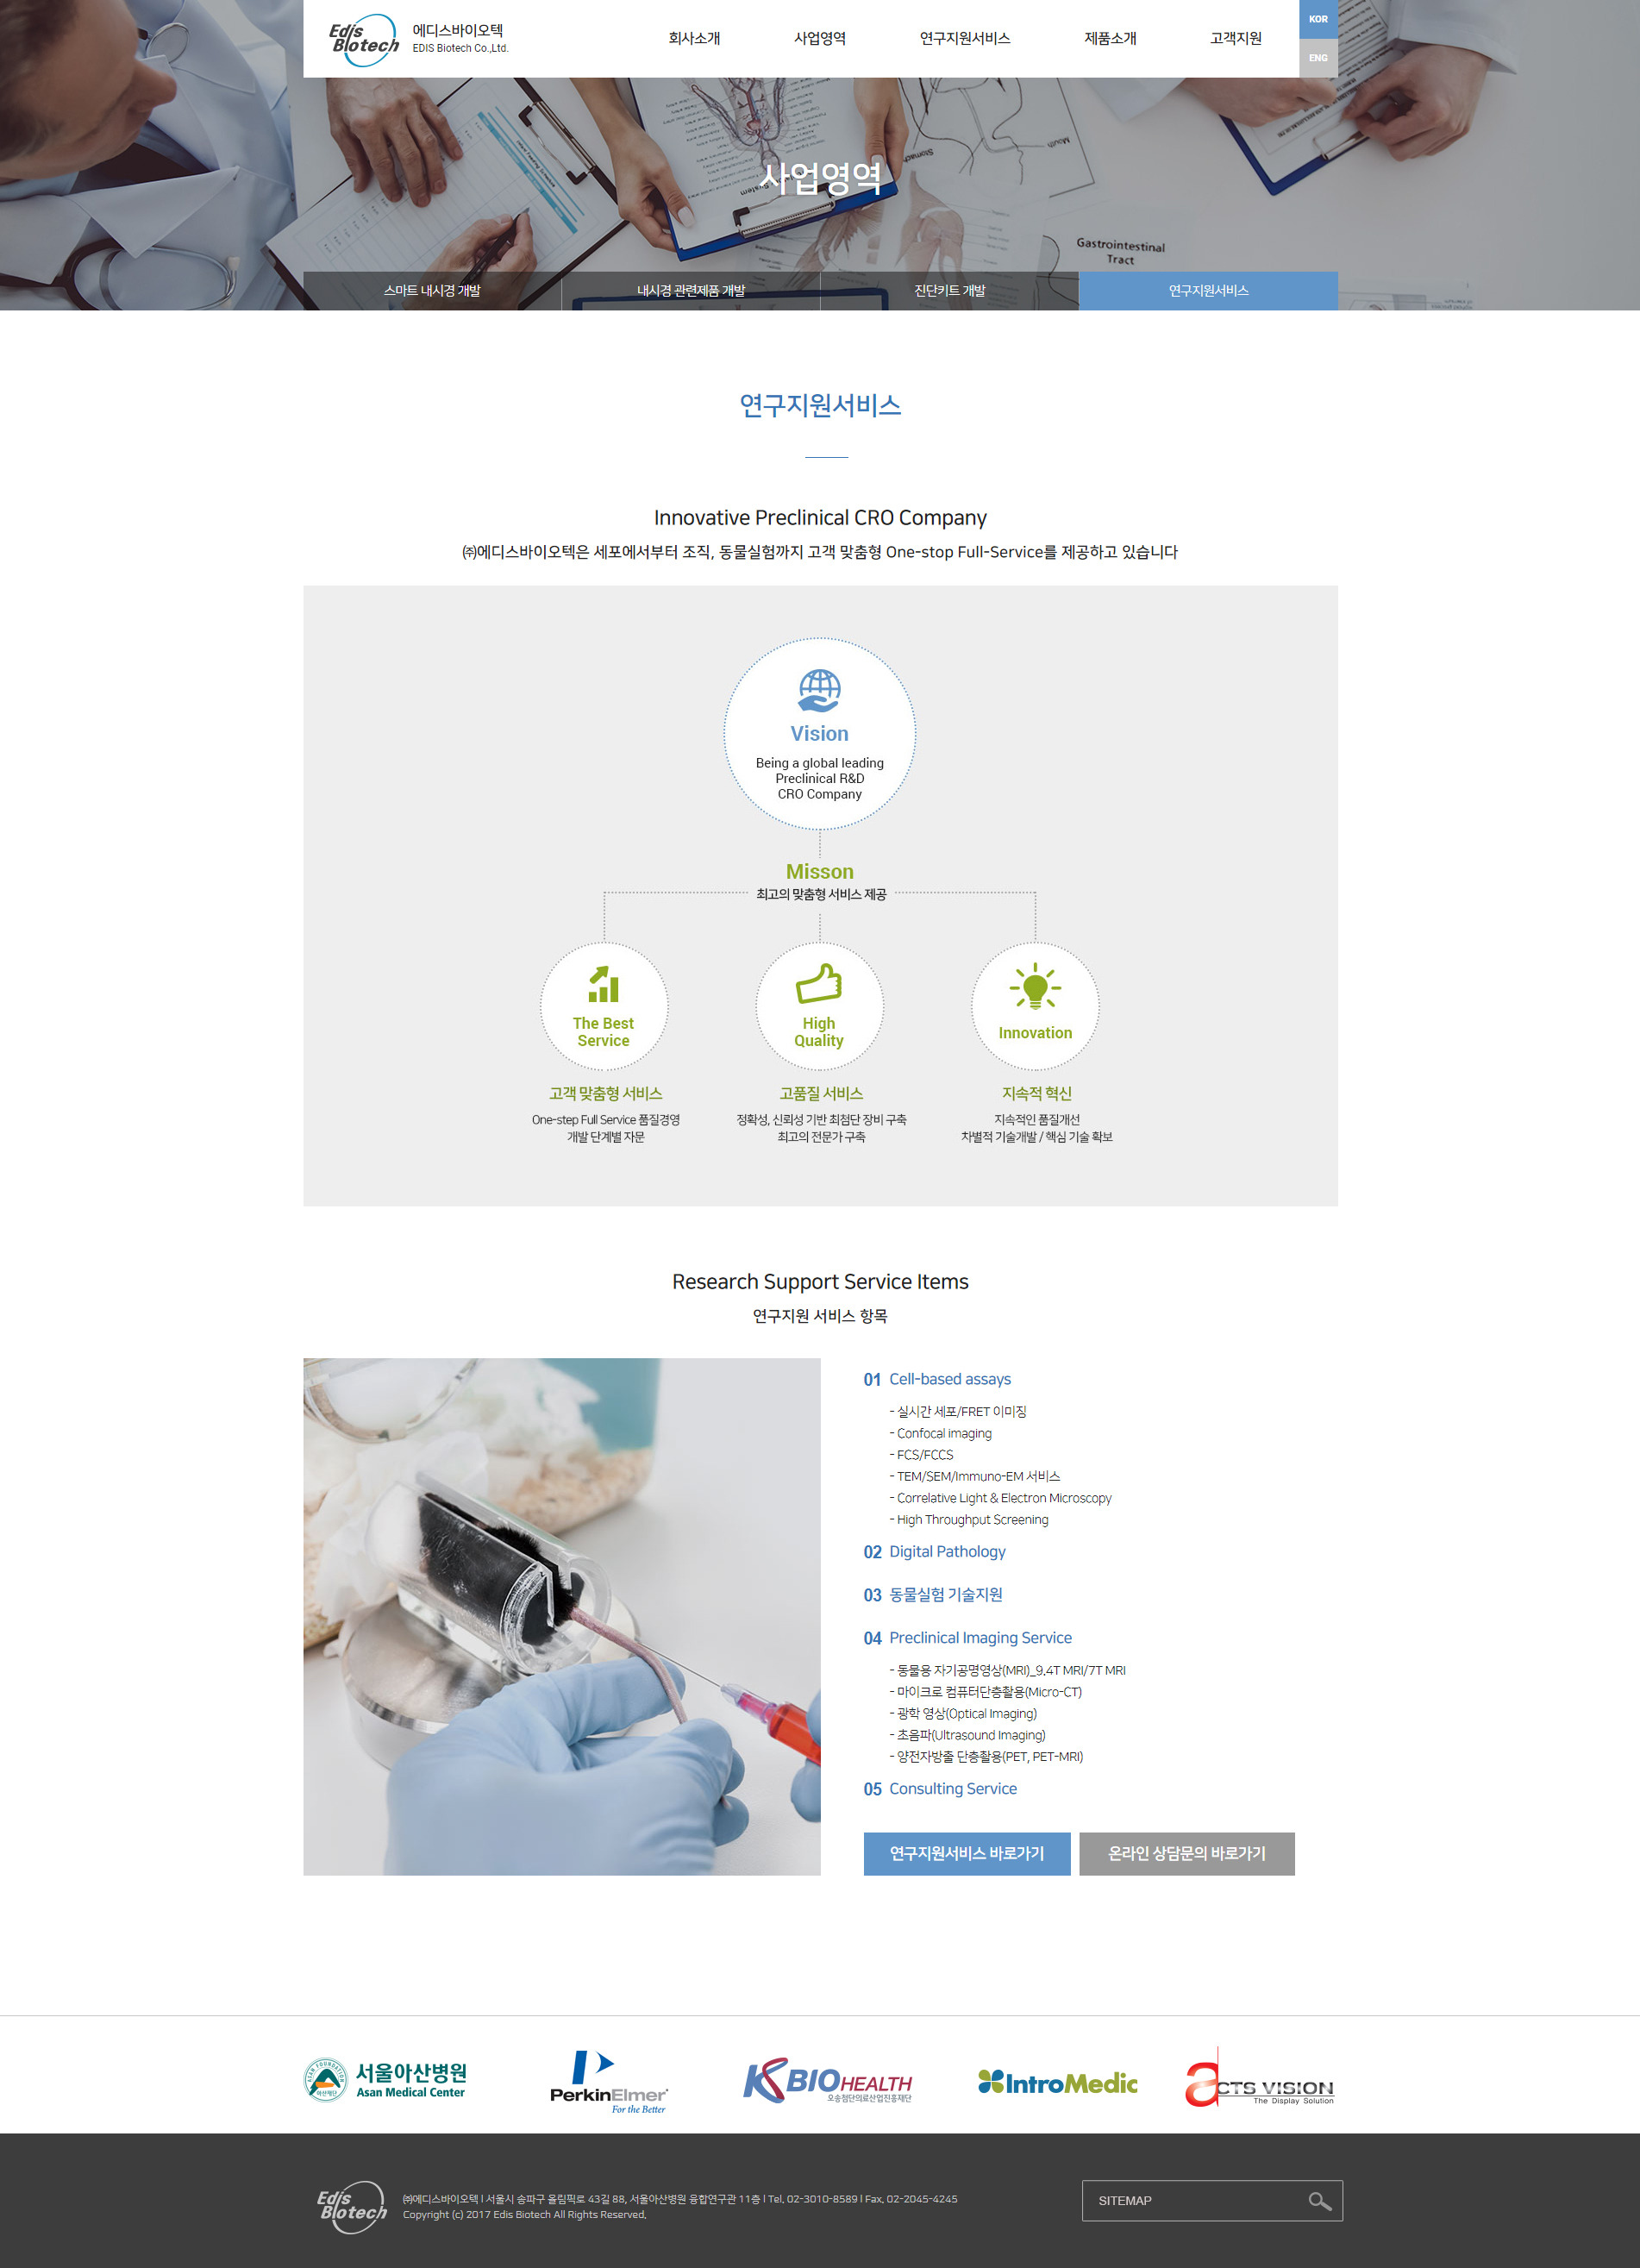 Edis Biotech
에디스바이오텍
EDIS Biotech Co.,Ltd.
회사소개
사업영역
연구지원서비스
제품소개
고객지원
KOR
ENG
사업영역
Stomach
Mouth
Gastrointestinal
Tract
스마트 내시경 개발
내시경 관련제품 개발
진단키트 개발
연구지원서비스
연구지원서비스
Innovative Preclinical CRO Company
㈜에디스바이오텍은 세포에서부터 조직, 동물실험까지 고객 맞춤형 One-stop Full-Service를 제공하고 있습니다
Vision
Being a global leading
Preclinical R&D
CRO Company
Misson
최고의 맞춤형 서비스 제공
The Best
Service
고객 맞춤형 서비스
One-step Full Service 품질경영
개발 단계별 자문
High
Quality
고품질 서비스
정확성, 신뢰성 기반 최첨단 장비 구축
최고의 전문가 구축
Innovation
지속적 혁신
지속적인 품질개선
차별적 기술개발 / 핵심 기술 확보
Research Support Service Items
연구지원 서비스 항목
01 Cell-based assays
- 실시간 세포/FRET 이미징
- Confocal imaging
- FCS/FCCS
- TEM/SEM/Immuno-EM 서비스
- Correlative Light & Electron Microscopy
- High Throughput Screening
02 Digital Pathology
03 동물실험 기술지원
04 Preclinical Imaging Service
- 동물용 자기공명영상(MRI)_9.4T MRI/7T MRI
- 마이크로 컴퓨터단층촬용(Micro-CT)
- 광학 영상(Optical Imaging)
- 초음파(Ultrasound Imaging)
- 양전자방출 단층촬용(PET, PET-MRI)
05 Consulting Service
연구지원서비스 바로가기
온라인 상담문의 바로가기
ASAN FOUNDATION
아산재단
서울아산병원
Asan Medical Center
PerkinElmer
For the Better
KBIOHEALTH
오송첨단의료산업진흥재단
IntroMedic
acts VISION
The Display Solution
Edis Biotech
㈜에디스바이오텍 | 서울시 송파구 올림픽로 43길 88, 서울아산병원 융합연구관 11층 | Tel. 02-3010-8589 | Fax. 02-2045-4245
Copyright (c) 2017 Edis Biotech All Rights Reserved.
SITEMAP